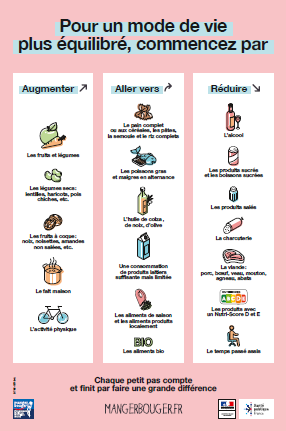 Pour un mode de vie
plus équilibré, commencez par
Augmenter
Les fruits et légumes
Les légumes secs:
lentilles, haricots, pois
chiches, etc.
Les fruits à coque:
noix, noisettes, amandes
non salées, etc.
Le fait maison
L'activité physique
Aller vers
Le pain complet
ou aux céréales, les pâtes,
la semoule et le riz complets
Les poissons gras
et maigres en alternance
L'huile de colza,
de noix, d'olive
Une consommation
de produits laitiers
suffisante mais limitée
Les aliments de saison
et les aliments produits
localement
BIO
Les aliments bio
Réduire
L'alcool
Les produits sucrés
et les boissons sucrées
Les produits salés
La charcuterie
La viande:
porc, bœuf, veau, mouton,
agneau, abats
Les produits avec
un Nutri-Score D et E
Le temps passé assis
Chaque petit pas compte
et finit par faire une grande différence
MANGERBOUGER.FR
Santé
publique
France